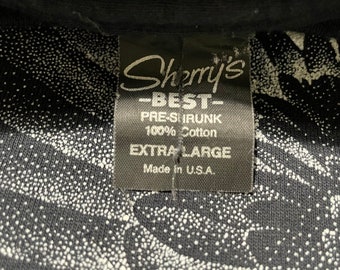 Sherry's
-BEST-
PRE-SHRUNK
100% Cotton
EXTRA LARGE
Made in U.S.A.